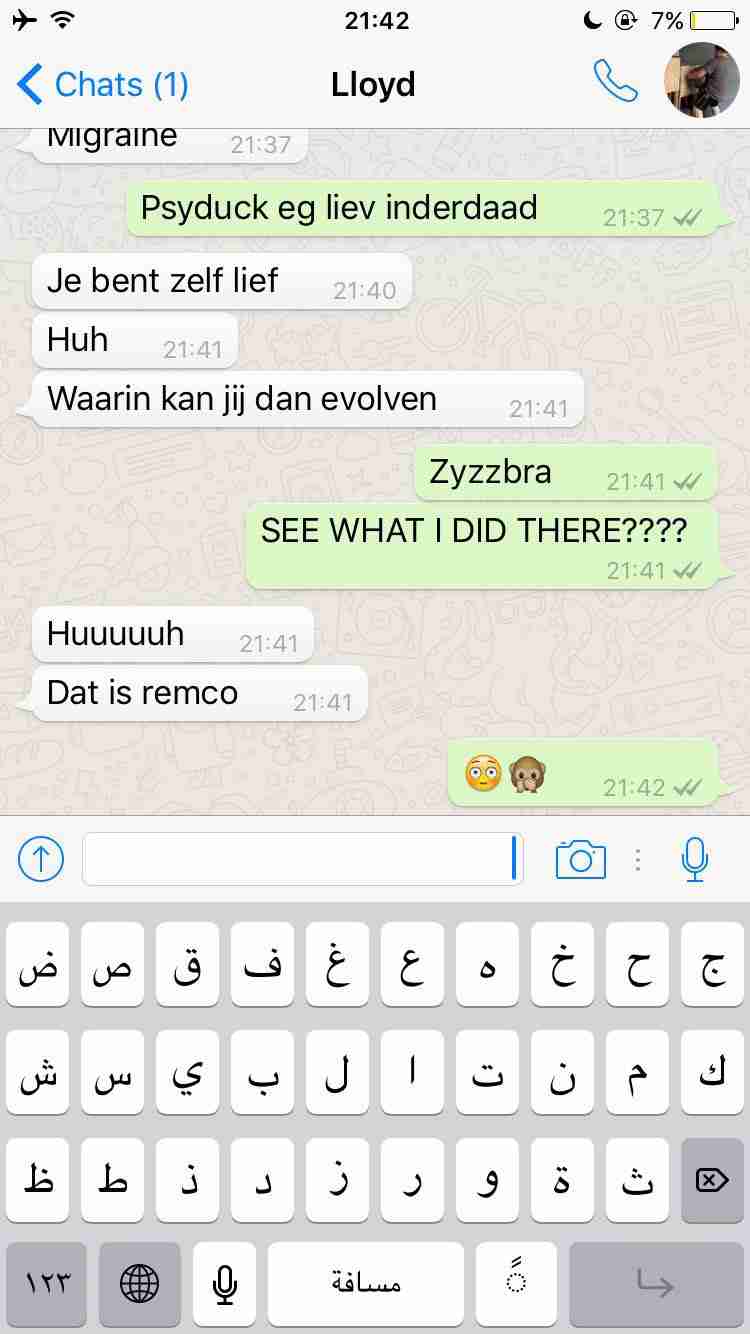 21:42
7%
Chats (1)
Lloyd
Migraine 21:37
Psyduck eg liev inderdaad 21:37
Je bent zelf lief 21:40
Huh 21:41
Waarin kan jij dan evolven 21:41
Zyzzbra 21:41
SEE WHAT I DID THERE????
21:41
Huuuuuh 21:41
Dat is remco 21:41
😳🙊 21:42
ض ص ق ف غ ع ه خ ح ج
ش س ي ب ل ا ت ن م ك
ظ ط ذ د ز ر و ة ث
١٢٣ مسافة ً